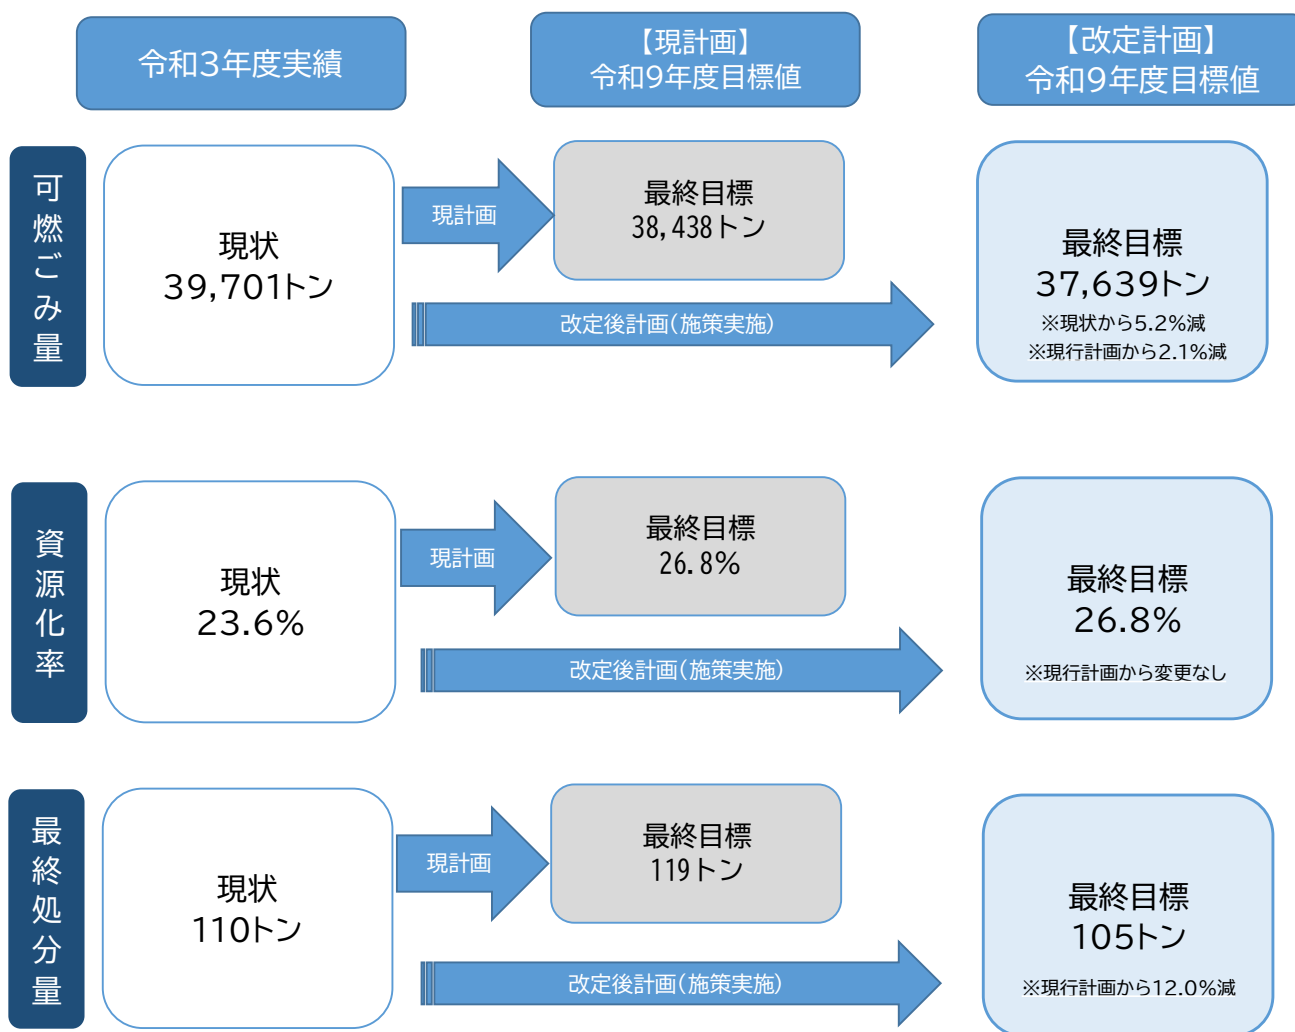 令和3年度実績
【現計画】
令和9年度目標値
【改定計画】
令和9年度目標値
可燃ごみ量
現状
39,701トン
現計画
最終目標
38,438トン
改定後計画(施策実施)
最終目標
37,639トン
※現状から5.2%減
※現行計画から2.1%減
資源化率
現状
23.6%
現計画
最終目標
26.8%
改定後計画(施策実施)
最終目標
26.8%
※現行計画から変更なし
最終処分量
現状
110トン
現計画
最終目標
119トン
改定後計画(施策実施)
最終目標
105トン
※現行計画から12.0%減